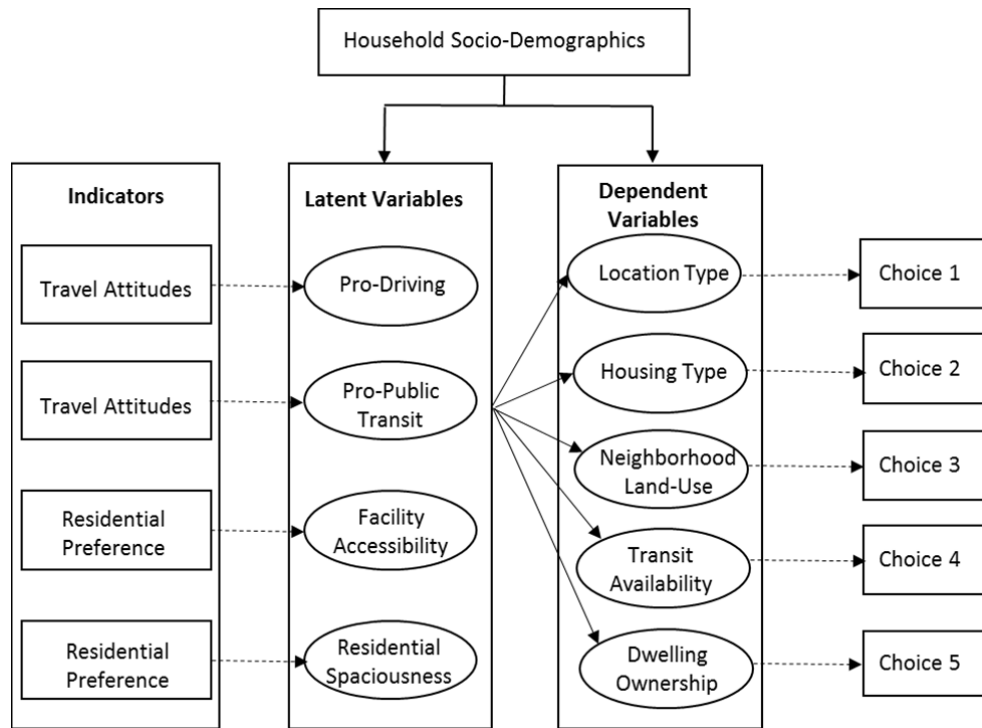 Household Socio-Demographics
Indicators
Travel Attitudes
Travel Attitudes
Residential
Preference
Residential
Preference
Latent Variables
Pro-Driving
Pro-Public
Transit
Facility
Accessibility
Residential
Spaciousness
Dependent
Variables
Location Type
Housing Type
Neighborhood
Land-Use
Transit
Availability
Dwelling
Ownership
Choice 1
Choice 2
Choice 3
Choice 4
Choice 5